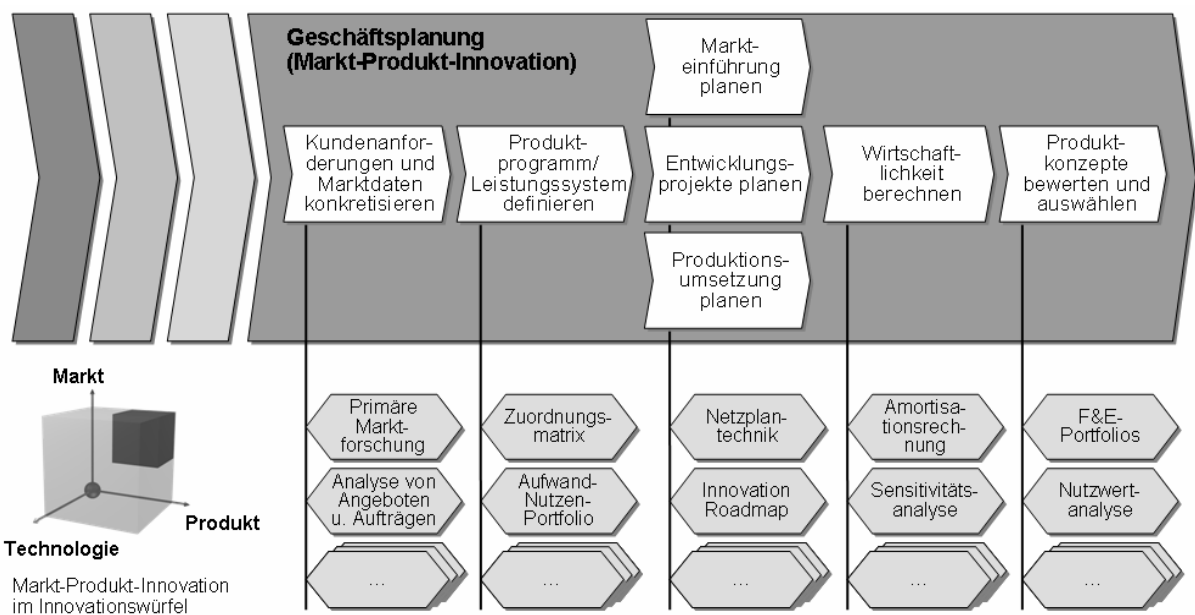 Geschäftsplanung
(Markt-Produkt-Innovation)
Markt-
einführung
planen
Kundenanfor-
derungen und
Marktdaten
konkretisieren
Produkt-
programm/
Leistungssystem
definieren
Entwicklungs-
projekte planen
Wirtschaft-
lichkeit
berechnen
Produkt-
konzepte
bewerten und
auswählen
Produktions-
umsetzung
planen
Markt
Produkt
Technologie
Markt-Produkt-Innovation
im Innovationswürfel
Primäre
Markt-
forschung
Zuordnungs-
matrix
Netzplan-
technik
Amortisa-
tionsrech-
nung
F&E-
Portfolios
Analyse von
Angeboten
u. Aufträgen
Aufwand-
Nutzen-
Portfolio
Innovation
Roadmap
Sensitivitäts-
analyse
Nutzwert-
analyse
...
...
...
...
...